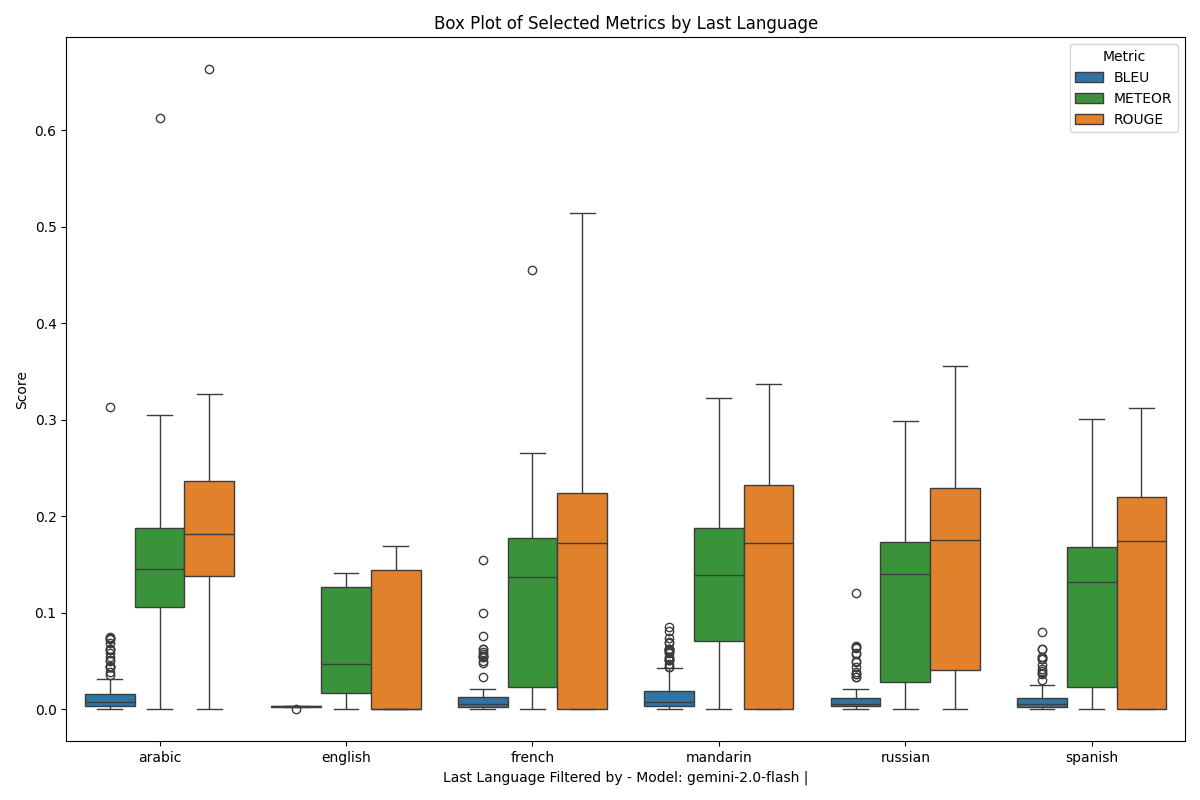 Box Plot of Selected Metrics by Last Language
Metric
BLEU
METEOR
ROUGE
Score
0.6
0.5
0.4
0.3
0.2
0.1
0.0
arabic english french mandarin russian spanish
Last Language Filtered by - Model: gemini-2.0-flash |